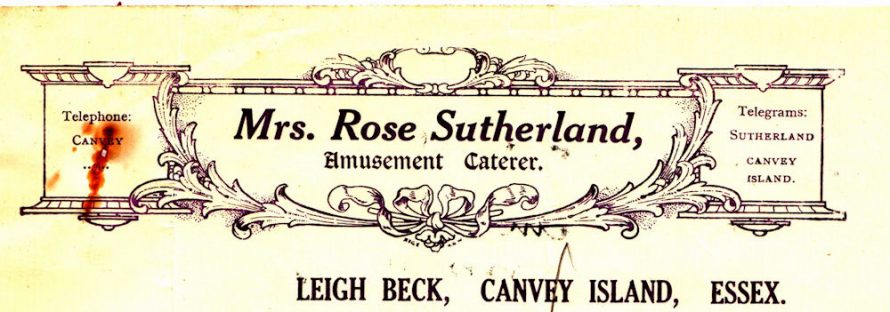 Telephone:
CANVEY
.....
Mrs. Rose Sutherland,
Amusement Caterer.
Telegrams:
SUTHERLAND
CANVEY
ISLAND.
LEIGH BECK, CANVEY ISLAND, ESSEX.